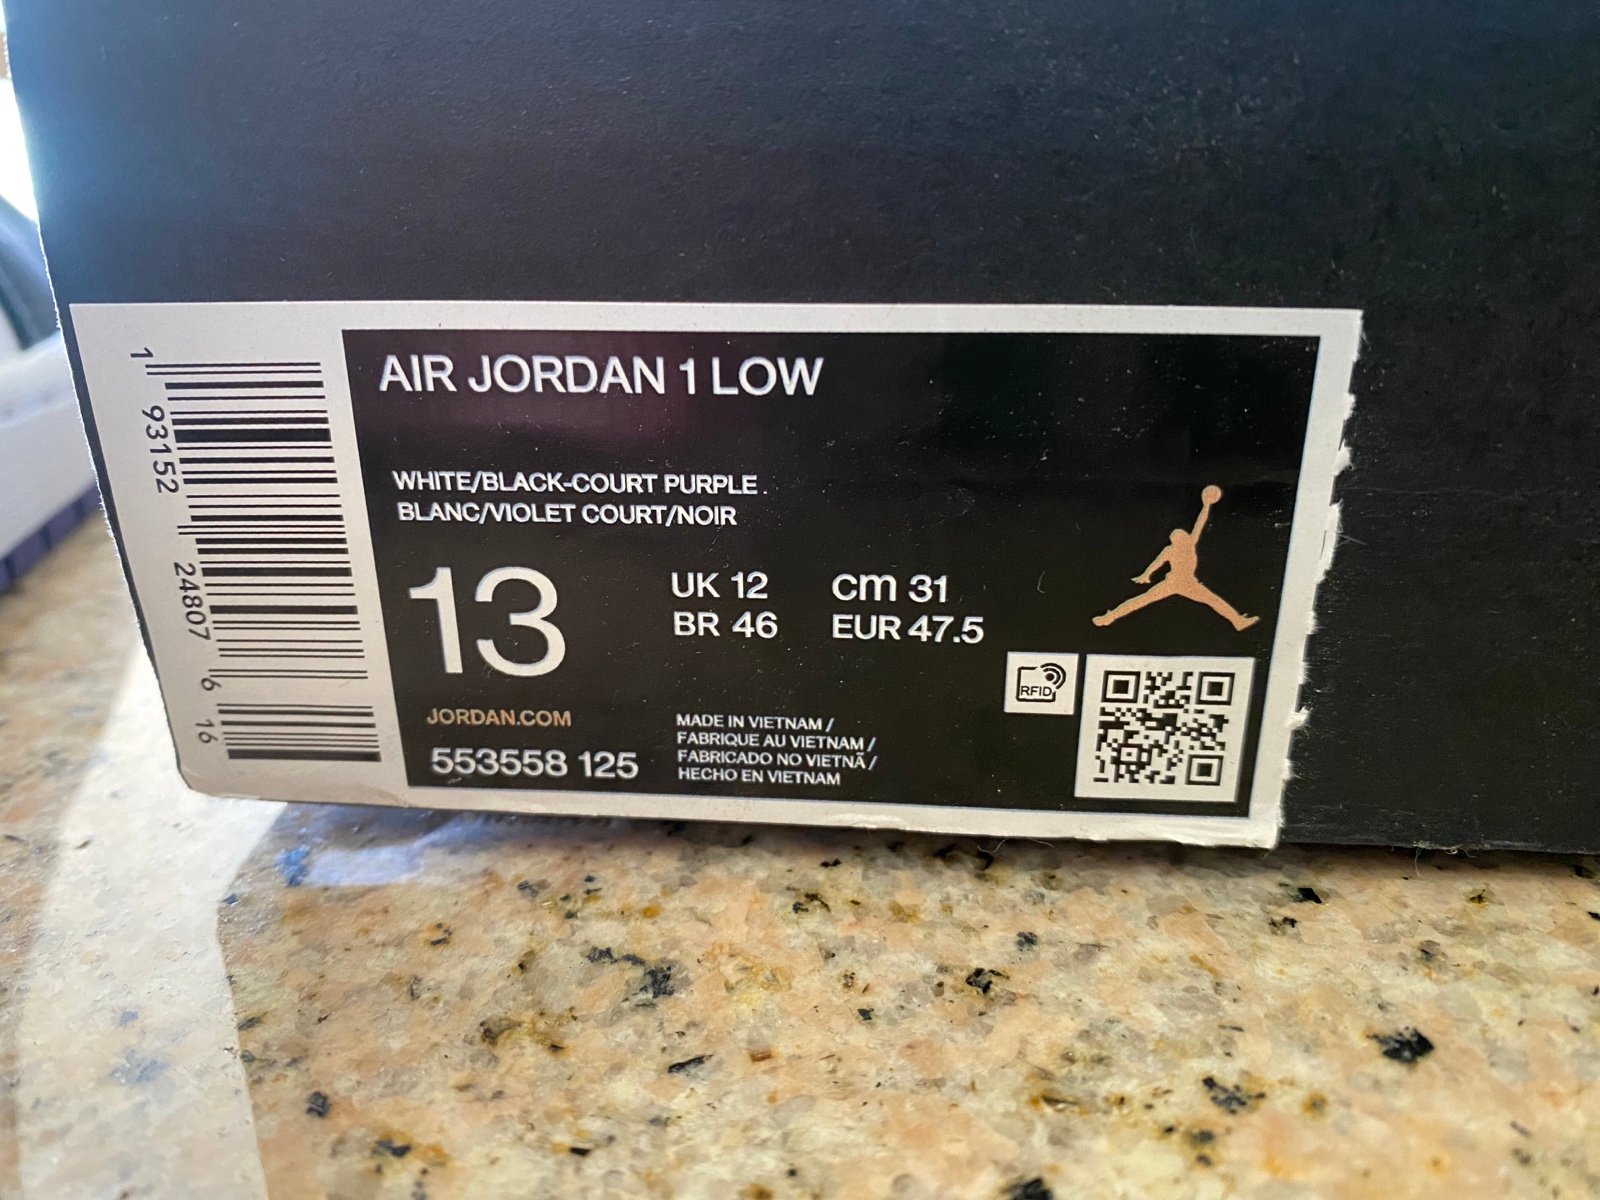 AIR JORDAN 1 LOW
WHITE/BLACK-COURT PURPLE
BLANC/VIOLET COURT/NOIR
13
UK 12 cm 31
BR 46 EUR 47.5
RFID
JORDAN.COM
553558 125
MADE IN VIETNAM /
FABRIQUE AU VIETNAM /
FABRICADO NO VIETNÃ /
HECHO EN VIETNAM
1 93152 24807 6 16